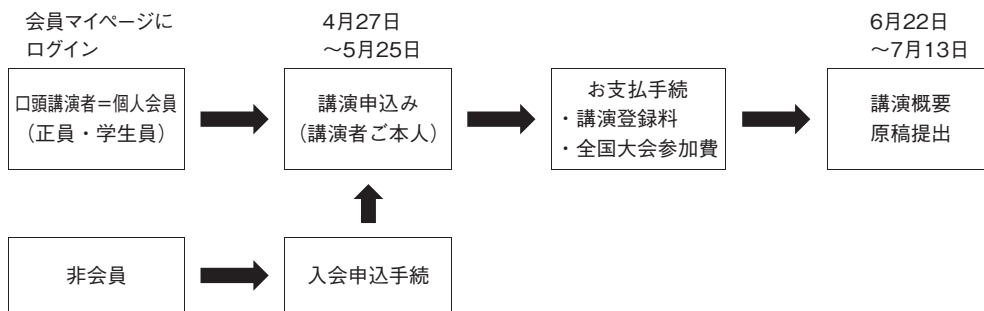 会員マイページに
ログイン
4月27日
～5月25日
6月22日
～7月13日
口頭講演者＝個人会員
（正員・学生員）
講演申込み
（講演者ご本人）
お支払手続
・講演登録料
・全国大会参加費
講演概要
原稿提出
非会員
入会申込手続